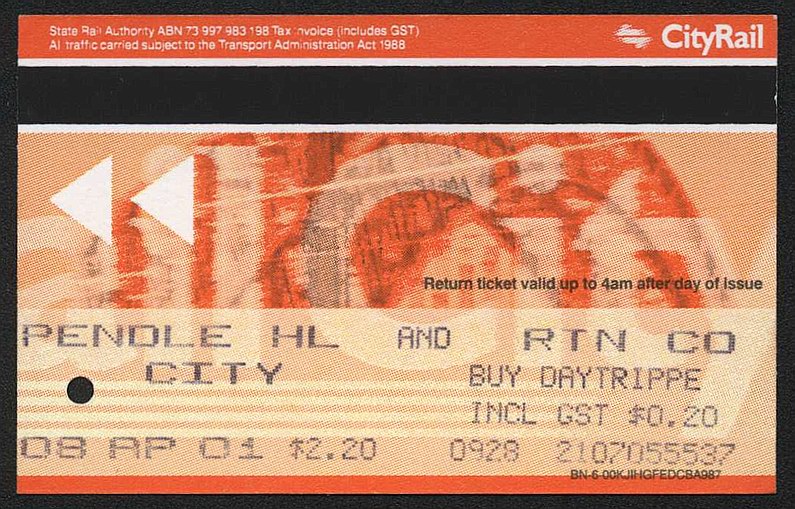 State Rail Authority ABN 73 997 983 198 Tax Invoice (includes GST)
All traffic carried subject to the Transport Administration Act 1988
CityRail
Return ticket valid up to 4am after day of issue
PENDLE HL AND RTN CO
CITY
BUY DAYTRIPPE
INCL GST $0.20
08 AP 01 $2.20 0928 2107055537
BN-6 00KJIHGFEDCBA987